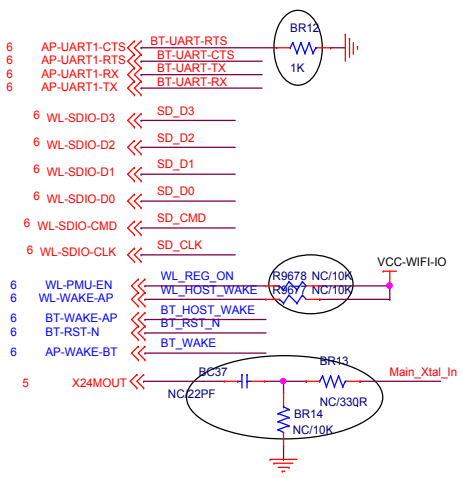 BR12
6 AP-UART1-CTS BT-UART-RTS
6 AP-UART1-RTS BT-UART-CTS
6 AP-UART1-RX BT-UART-TX
6 AP-UART1-TX BT-UART-RX
1K
6 WL-SDIO-D3 SD_D3
6 WL-SDIO-D2 SD_D2
6 WL-SDIO-D1 SD_D1
6 WL-SDIO-D0 SD_D0
6 WL-SDIO-CMD SD_CMD
6 WL-SDIO-CLK SD_CLK
VCC-WIFI-IO
6 WL-PMU-EN WL_REG_ON R9678 NC/10K
6 WL-WAKE-AP WL_HOST_WAKE R9677 NC/10K
6 BT-WAKE-AP BT_HOST_WAKE
6 BT-RST-N BT_RST_N
6 AP-WAKE-BT BT_WAKE
BR13
5 X24MOUT BC37 Main_Xtal_In
NC/22PF NC/330R
BR14
NC/10K